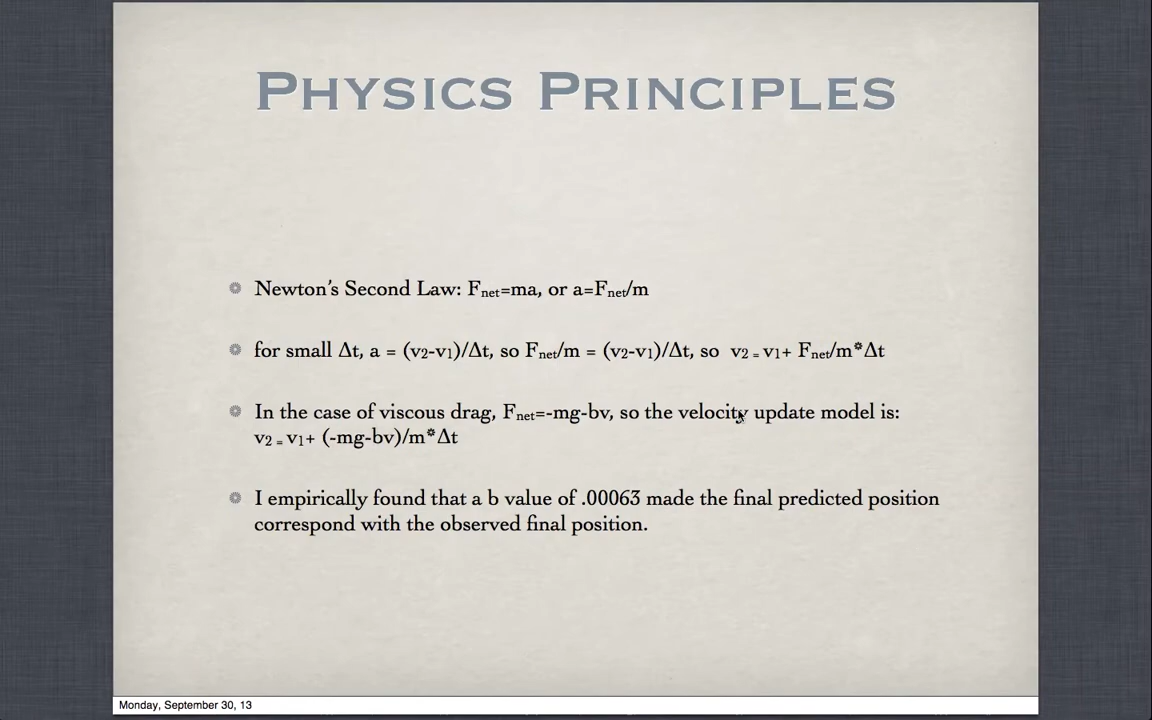 PHYSICS PRINCIPLES
Newton's Second Law: Fnet=ma, or a=Fnet/m
for small Δt, a = (v2-v1)/Δt, so Fnet/m = (v2-v1)/Δt, so v2 = v1+ Fnet/m*Δt
In the case of viscous drag, Fnet=-mg-bv, so the velocity update model is:
v2 = v1+ (-mg-bv)/m*Δt
I empirically found that a b value of .00063 made the final predicted position
correspond with the observed final position.
Monday, September 30, 13